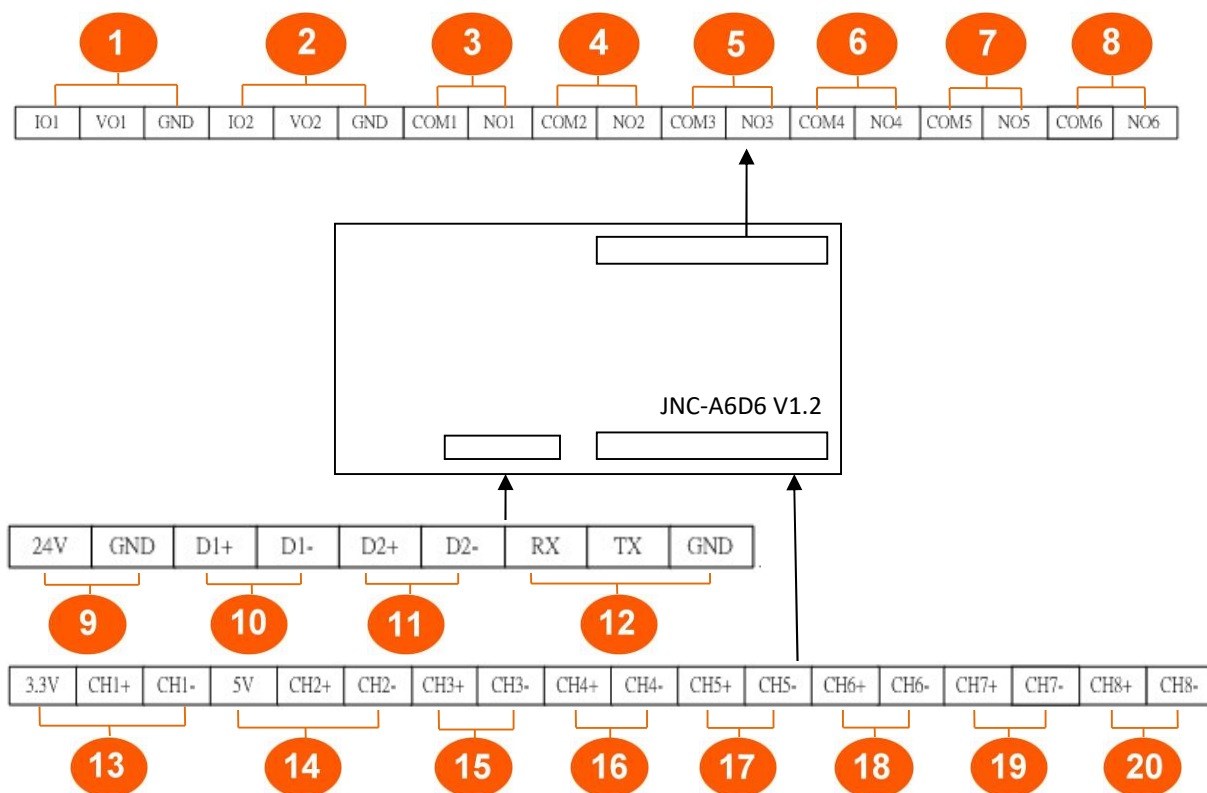 1 2 3 4 5 6 7 8
IO1 VO1 GND IO2 VO2 GND COM1 NO1 COM2 NO2 COM3 NO3 COM4 NO4 COM5 NO5 COM6 NO6
JNC-A6D6 V1.2
24V GND D1+ D1- D2+ D2- RX TX GND
9 10 11 12
3.3V CH1+ CH1- 5V CH2+ CH2- CH3+ CH3- CH4+ CH4- CH5+ CH5- CH6+ CH6- CH7+ CH7- CH8+ CH8-
13 14 15 16 17 18 19 20